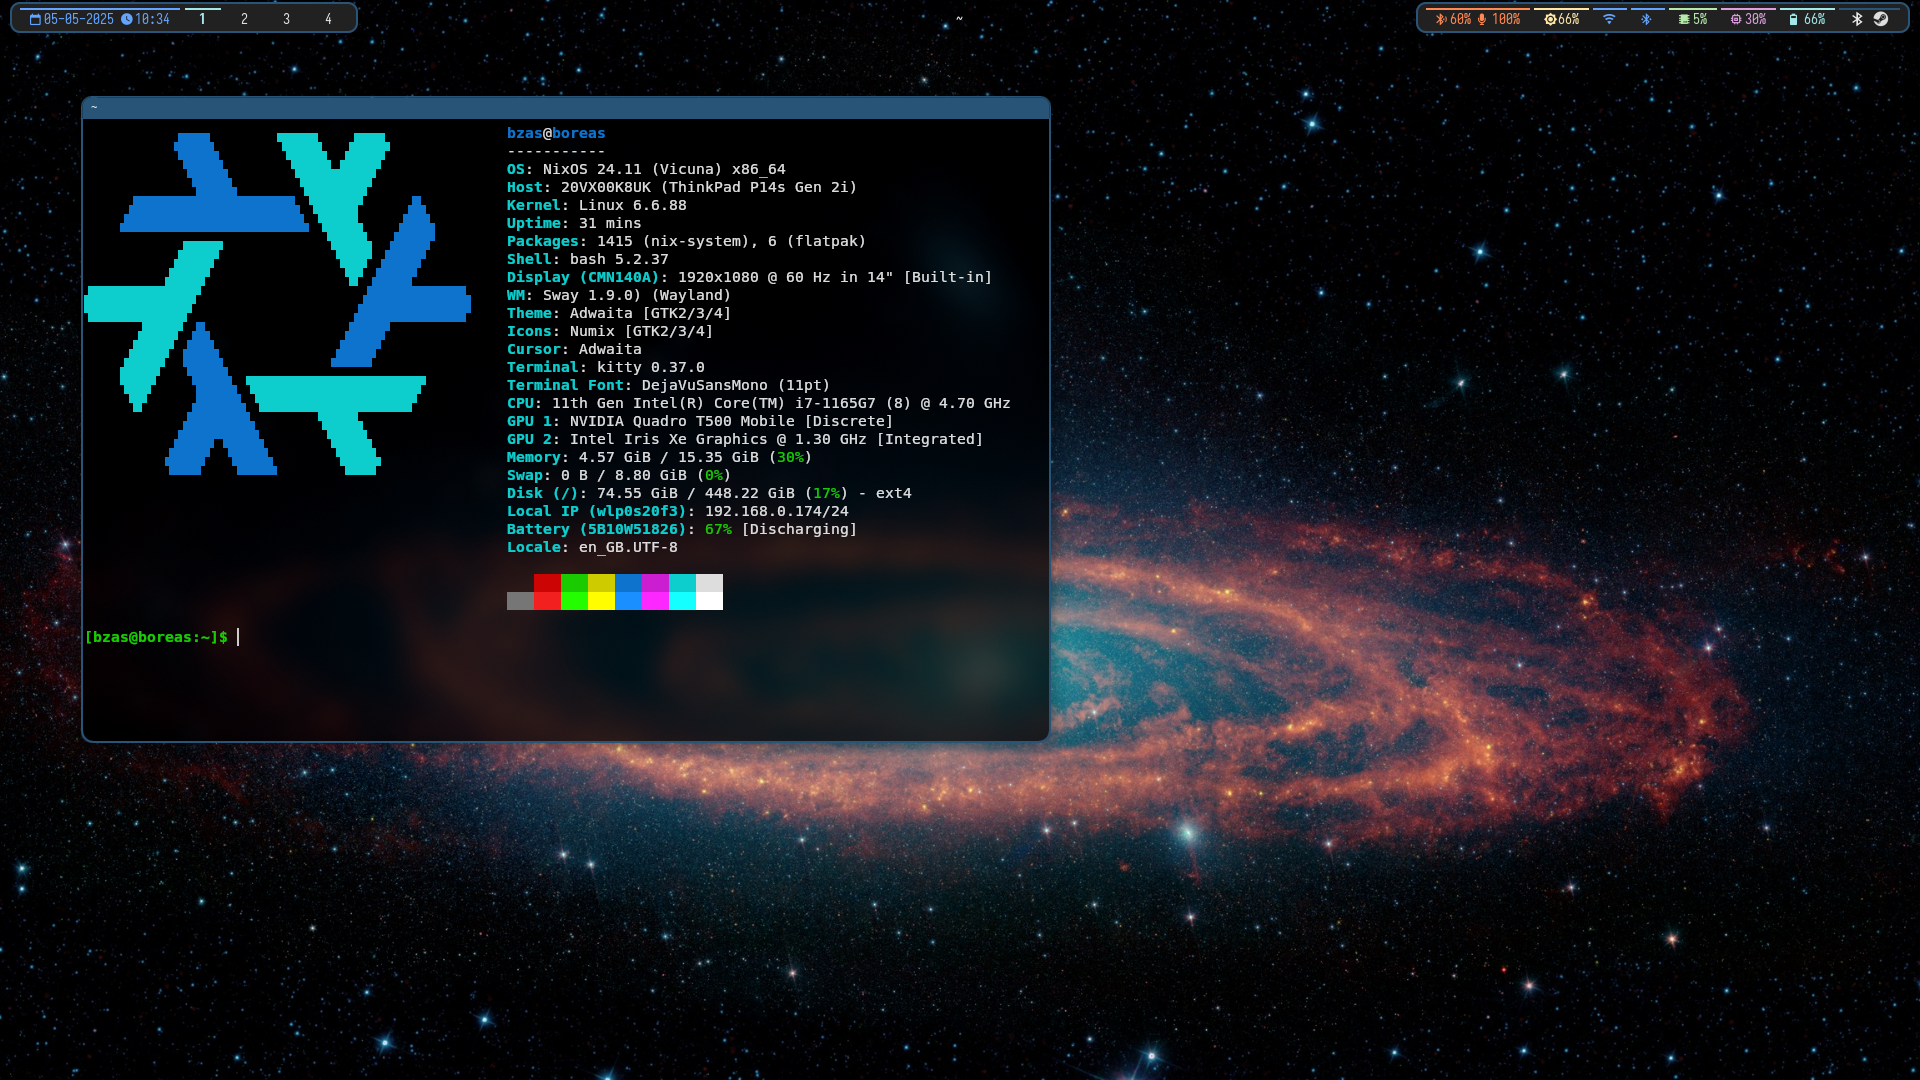 05-05-2025 10:34 1 2 3 4
~
60% 100% 66% 5% 30% 66%
~
bzas@boreas
-----------
OS: NixOS 24.11 (Vicuna) x86_64
Host: 20VX00K8UK (ThinkPad P14s Gen 2i)
Kernel: Linux 6.6.88
Uptime: 31 mins
Packages: 1415 (nix-system), 6 (flatpak)
Shell: bash 5.2.37
Display (CMN140A): 1920x1080 @ 60 Hz in 14" [Built-in]
WM: Sway 1.9.0) (Wayland)
Theme: Adwaita [GTK2/3/4]
Icons: Numix [GTK2/3/4]
Cursor: Adwaita
Terminal: kitty 0.37.0
Terminal Font: DejaVuSansMono (11pt)
CPU: 11th Gen Intel(R) Core(TM) i7-1165G7 (8) @ 4.70 GHz
GPU 1: NVIDIA Quadro T500 Mobile [Discrete]
GPU 2: Intel Iris Xe Graphics @ 1.30 GHz [Integrated]
Memory: 4.57 GiB / 15.35 GiB (30%)
Swap: 0 B / 8.80 GiB (0%)
Disk (/): 74.55 GiB / 448.22 GiB (17%) - ext4
Local IP (wlp0s20f3): 192.168.0.174/24
Battery (5B10W51826): 67% [Discharging]
Locale: en_GB.UTF-8
[bzas@boreas:~]$